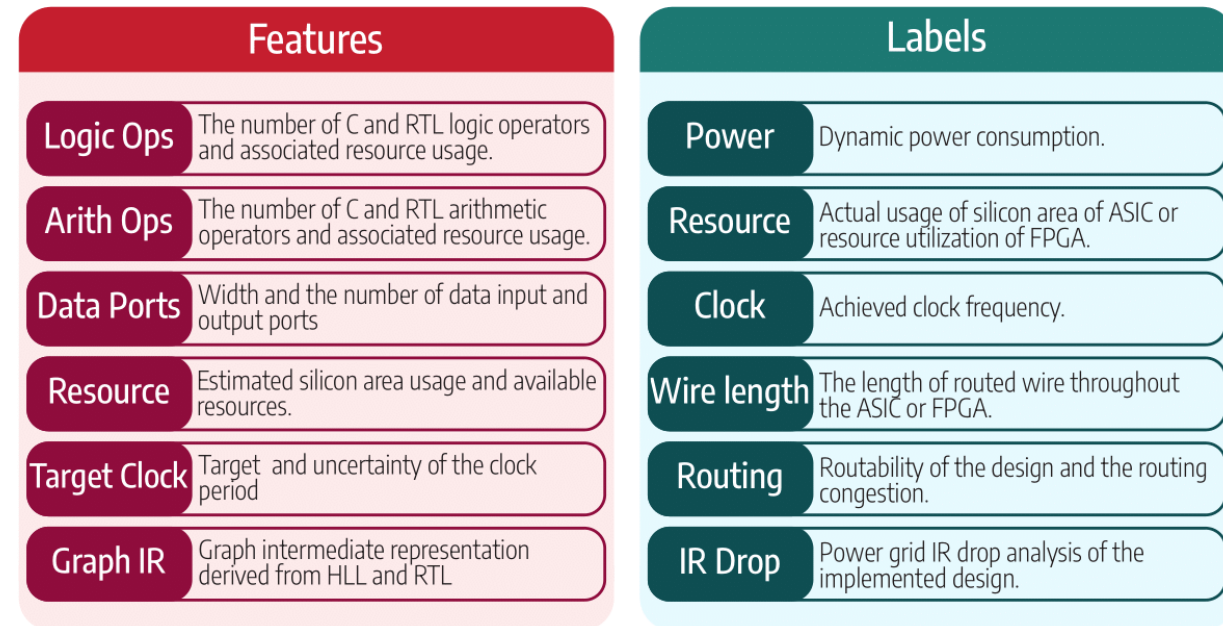 Features
Logic Ops
The number of C and RTL logic operators
and associated resource usage.
Arith Ops
The number of C and RTL arithmetic
operators and associated resource usage.
Data Ports
Width and the number of data input and
output ports
Resource
Estimated silicon area usage and available
resources.
Target Clock
Target and uncertainty of the clock
period
Graph IR
Graph intermediate representation
derived from HLL and RTL
Labels
Power
Dynamic power consumption.
Resource
Actual usage of silicon area of ASIC or
resource utilization of FPGA.
Clock
Achieved clock frequency.
Wire length
The length of routed wire throughout
the ASIC or FPGA.
Routing
Routability of the design and the routing
congestion.
IR Drop
Power grid IR drop analysis of the
implemented design.